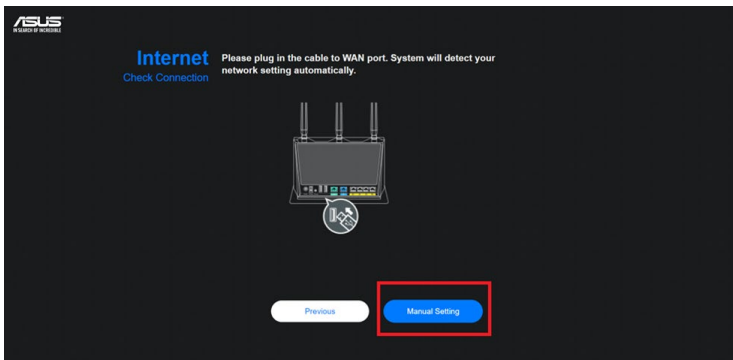 ASUS
IN SEARCH OF INCREDIBLE
Internet
Check Connection
Please plug in the cable to WAN port. System will detect your
network setting automatically.
Previous
Manual Setting